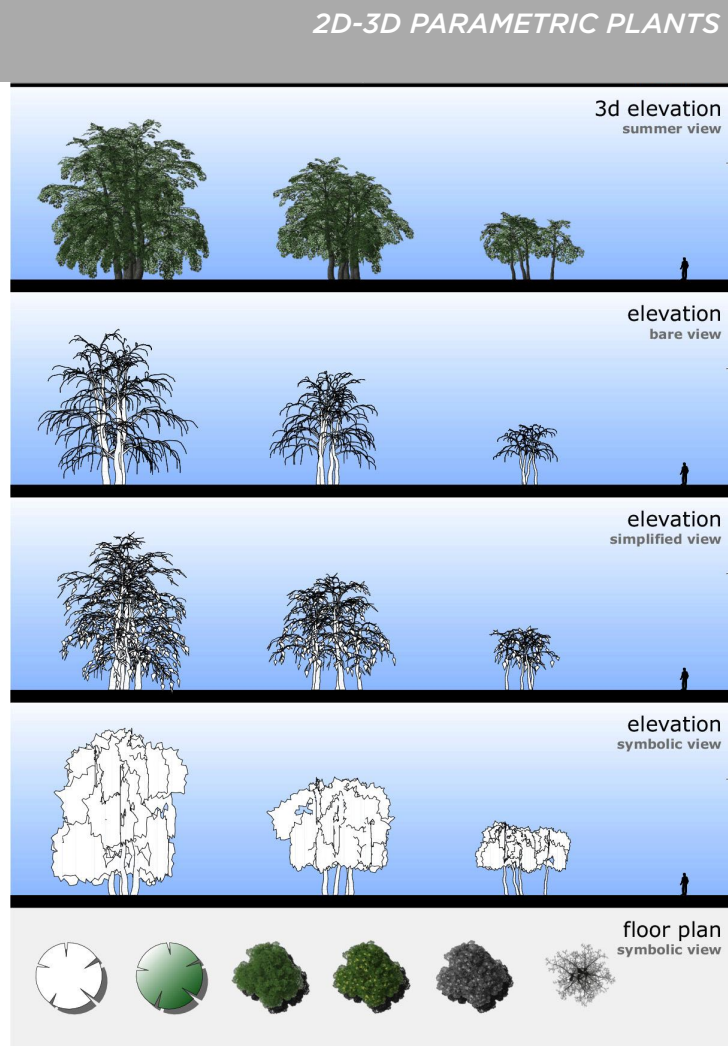 2D-3D PARAMETRIC PLANTS
3d elevation
summer view
elevation
bare view
elevation
simplified view
elevation
symbolic view
floor plan
symbolic view